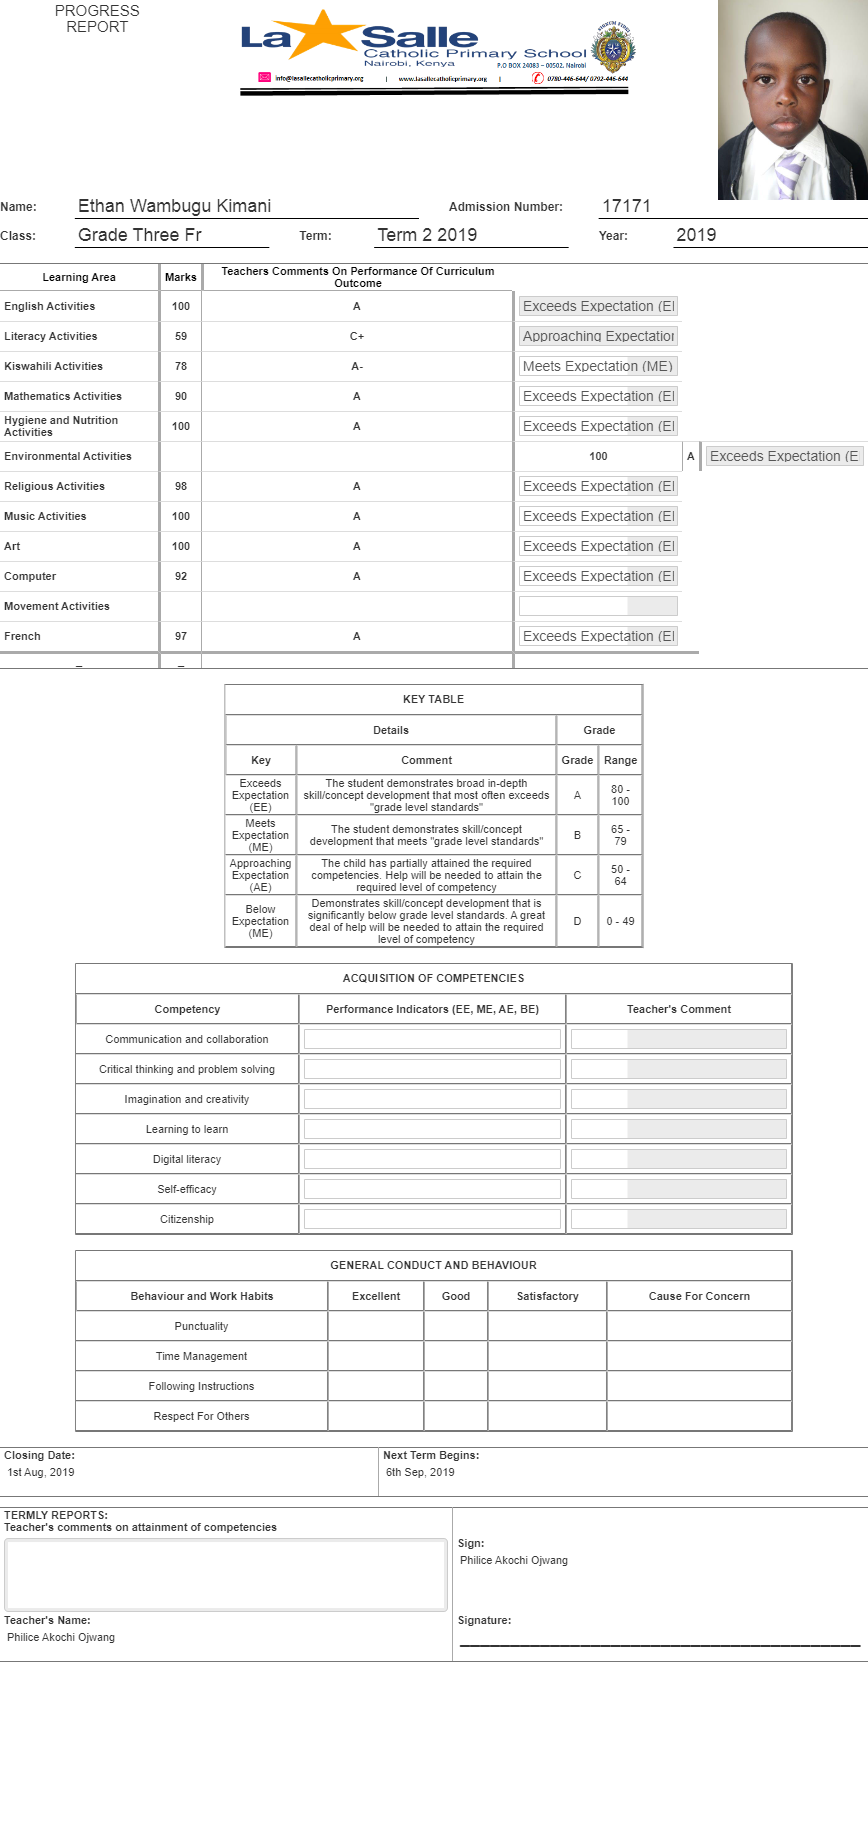 PROGRESS
REPORT
La Salle
Catholic Primary School
Nairobi, Kenya
P.O BOX 24083 – 00502, Nairobi
info@lasallecatholicprimary.org | www.lasallecatholicprimary.org | 0780-446-644/ 0792-446-644
Name: Ethan Wambugu Kimani Admission Number: 17171
Class: Grade Three Fr Term: Term 2 2019 Year: 2019
Learning Area Marks Teachers Comments On Performance Of Curriculum
Outcome
English Activities 100 A Exceeds Expectation (EI
Literacy Activities 59 C+ Approaching Expectation
Kiswahili Activities 78 A- Meets Expectation (ME)
Mathematics Activities 90 A Exceeds Expectation (EI
Hygiene and Nutrition
Activities 100 A Exceeds Expectation (EI
Environmental Activities 100 A Exceeds Expectation (E
Religious Activities 98 A Exceeds Expectation (EI
Music Activities 100 A Exceeds Expectation (EI
Art 100 A Exceeds Expectation (EI
Computer 92 A Exceeds Expectation (EI
Movement Activities
French 97 A Exceeds Expectation (EI
KEY TABLE
Details Grade
Key Comment Grade Range
Exceeds
Expectation
(EE)
The student demonstrates broad in-depth
skill/concept development that most often exceeds
"grade level standards"
A
80 -
100
Meets
Expectation
(ME)
The student demonstrates skill/concept
development that meets "grade level standards"
B
65 -
79
Approaching
Expectation
(AE)
The child has partially attained the required
competencies. Help will be needed to attain the
required level of competency
C
50 -
64
Below
Expectation
(ME)
Demonstrates skill/concept development that is
significantly below grade level standards. A great
deal of help will be needed to attain the required
level of competency
D
0 - 49
ACQUISITION OF COMPETENCIES
Competency Performance Indicators (EE, ME, AE, BE) Teacher's Comment
Communication and collaboration
Critical thinking and problem solving
Imagination and creativity
Learning to learn
Digital literacy
Self-efficacy
Citizenship
GENERAL CONDUCT AND BEHAVIOUR
Behaviour and Work Habits Excellent Good Satisfactory Cause For Concern
Punctuality
Time Management
Following Instructions
Respect For Others
Closing Date: Next Term Begins:
1st Aug, 2019 6th Sep, 2019
TERMLY REPORTS:
Teacher's comments on attainment of competencies
Sign:
Philice Akochi Ojwang
Teacher's Name: Signature:
Philice Akochi Ojwang